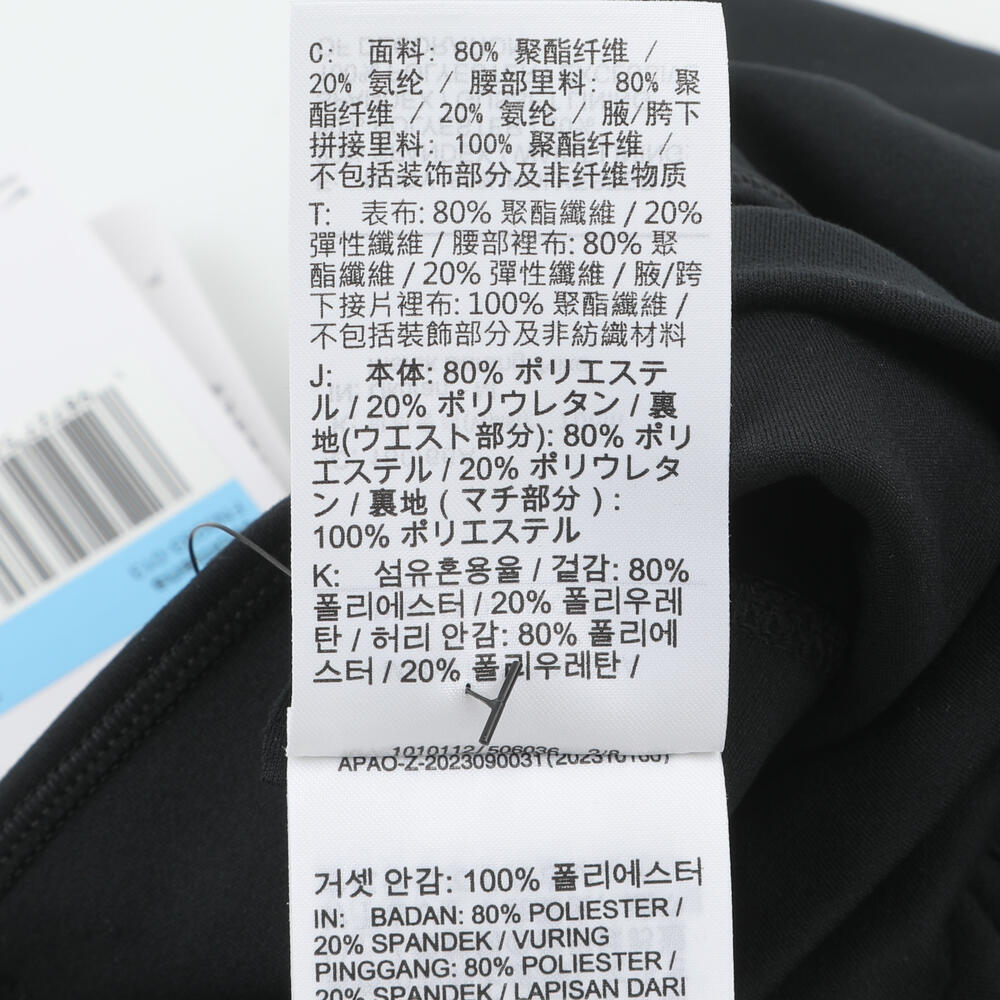 C: 面料: 80% 聚酯纤维 /
20% 氨纶 / 腰部里料: 80% 聚
酯纤维 / 20% 氨纶 / 腋/胯下
拼接里料: 100% 聚酯纤维 /
不包括装饰部分及非纤维物质
T: 表布: 80% 聚酯纖維 / 20%
彈性纖維 / 腰部裡布: 80% 聚
酯纖維 / 20% 彈性纖維 / 腋/跨
下接片裡布: 100% 聚酯纖維 /
不包括裝飾部分及非紡織材料
J: 本体: 80% ポリエステ
ル / 20% ポリウレタン / 裏
地(ウエスト部分): 80% ポリ
エステル / 20% ポリウレタ
ン / 裏地 ( マチ部分 ) :
100% ポリエステル
K: 섬유혼용율 / 겉감: 80%
폴리에스터 / 20% 폴리우레
탄 / 허리 안감: 80% 폴리에
스터 / 20% 폴리우레탄 /
1010112/506036
APAO-Z-2023090031
거셋 안감: 100% 폴리에스터
IN: BADAN: 80% POLIESTER /
20% SPANDEK / VURING
PINGGANG: 80% POLIESTER /
20% SPANDEK / LAPISAN DARI